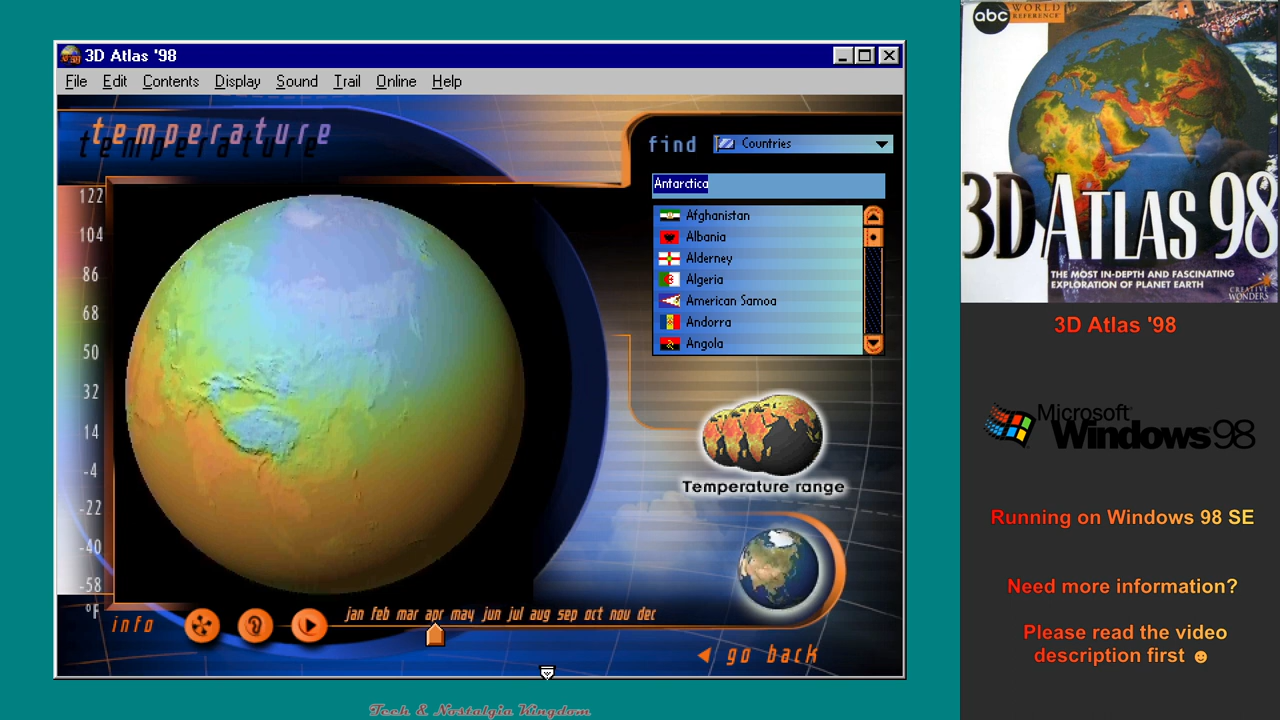 3D Atlas '98
File Edit Contents Display Sound Trail Online Help
temperature
temperature
find
Countries
Antarctica
Afghanistan
Albania
Alderney
Algeria
American Samoa
Andorra
Angola
122
104
86
68
50
32
14
-4
-22
-40
-58
°F
Temperature range
info
jan feb mar apr may jun jul aug sep oct nov dec
go back
Tech & Nostalgia Kingdom
abc WORLD
REFERENCE
3D ATLAS 98
THE MOST IN-DEPTH AND FASCINATING
EXPLORATION OF PLANET EARTH
CREATIVE
WONDERS
3D Atlas '98
Microsoft
Windows 98
Running on Windows 98 SE
Need more information?
Please read the video
description first ☻